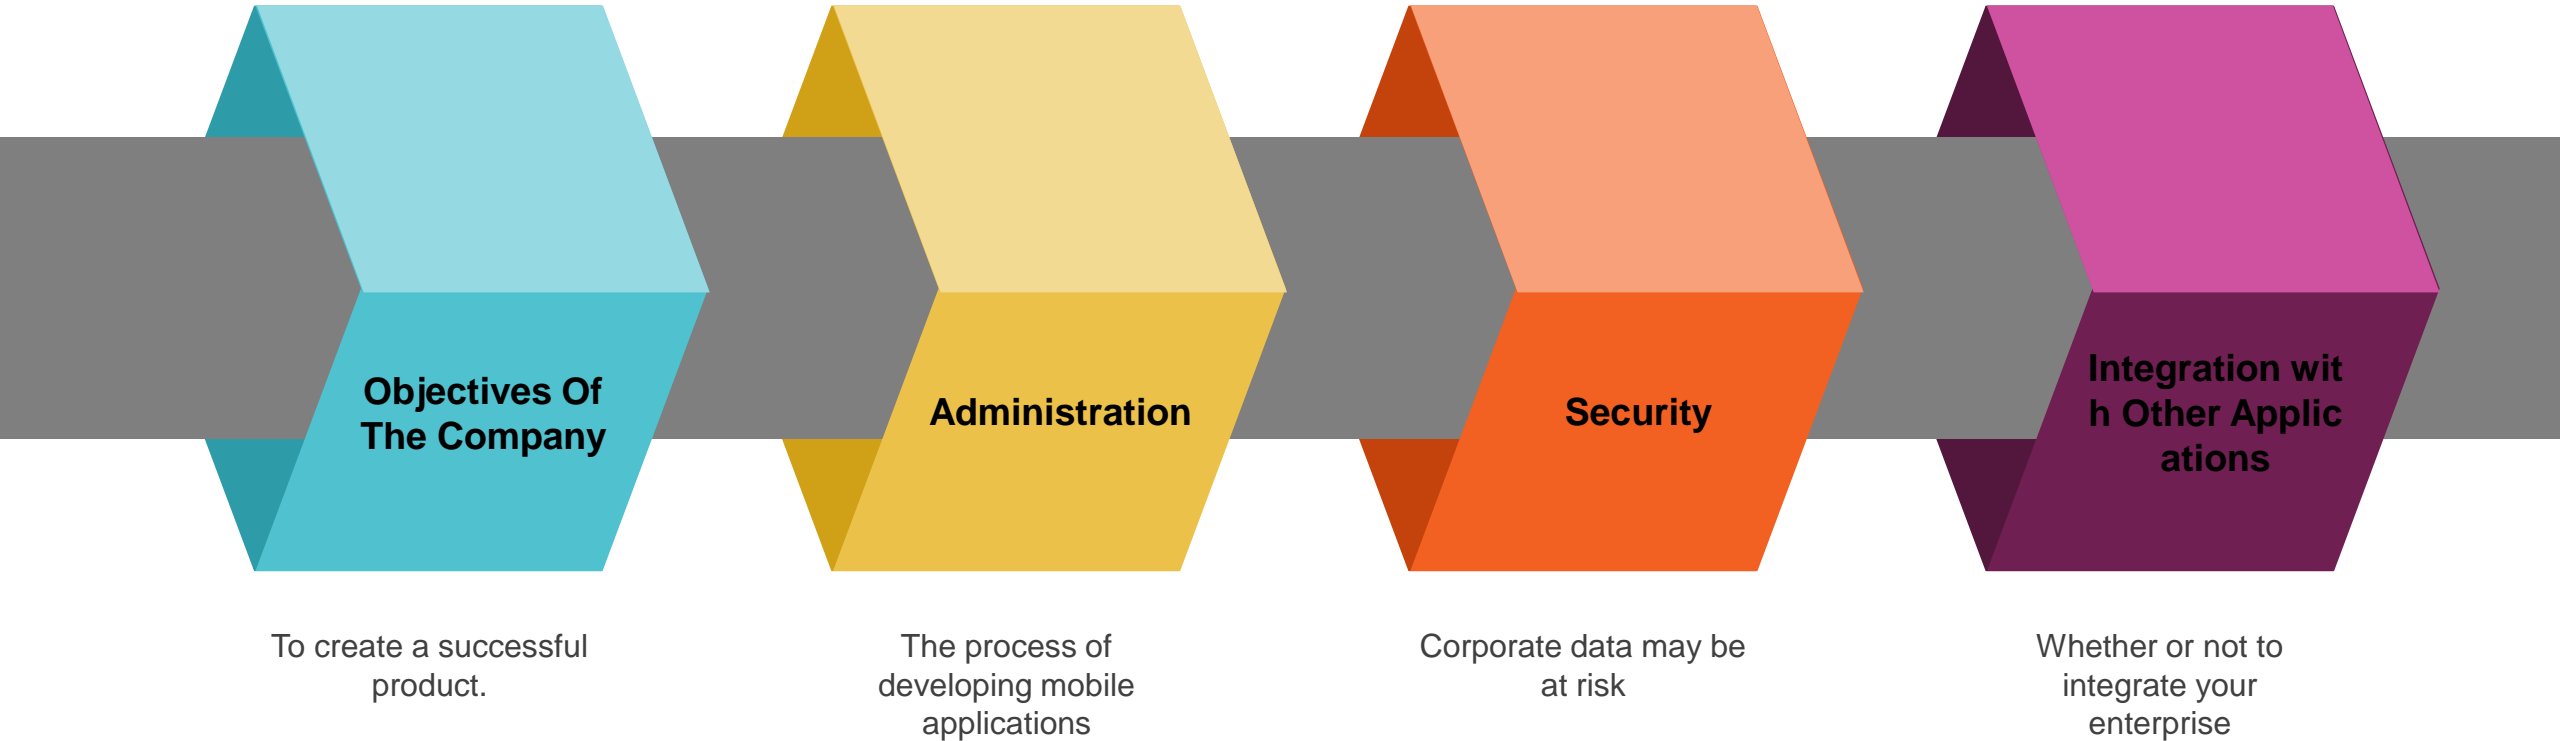 Objectives Of
The Company
To create a successful
product.
Administration
The process of
developing mobile
applications
Security
Corporate data may be
at risk
Integration wit
h Other Applic
ations
Whether or not to
integrate your
enterprise